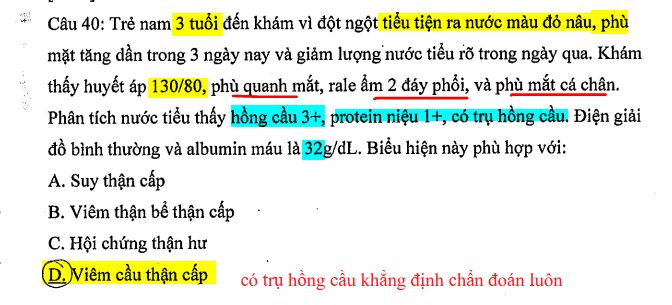 Câu 40: Trẻ nam 3 tuổi đến khám vì đột ngột tiểu tiện ra nước màu đỏ nâu, phù
mặt tăng dần trong 3 ngày nay và giảm lượng nước tiểu rõ trong ngày qua. Khám
thấy huyết áp 130/80, phù quanh mắt, rale ẩm 2 đáy phổi, và phù mắt cá chân.
Phân tích nước tiểu thấy hồng cầu 3+, protein niệu 1+, có trụ hồng cầu. Điện giải
đồ bình thường và albumin máu là 32g/dL. Biểu hiện này phù hợp với:
A. Suy thận cấp
B. Viêm thận bể thận cấp
C. Hội chứng thận hư
D. Viêm cầu thận cấp có trụ hồng cầu khẳng định chẩn đoán luôn